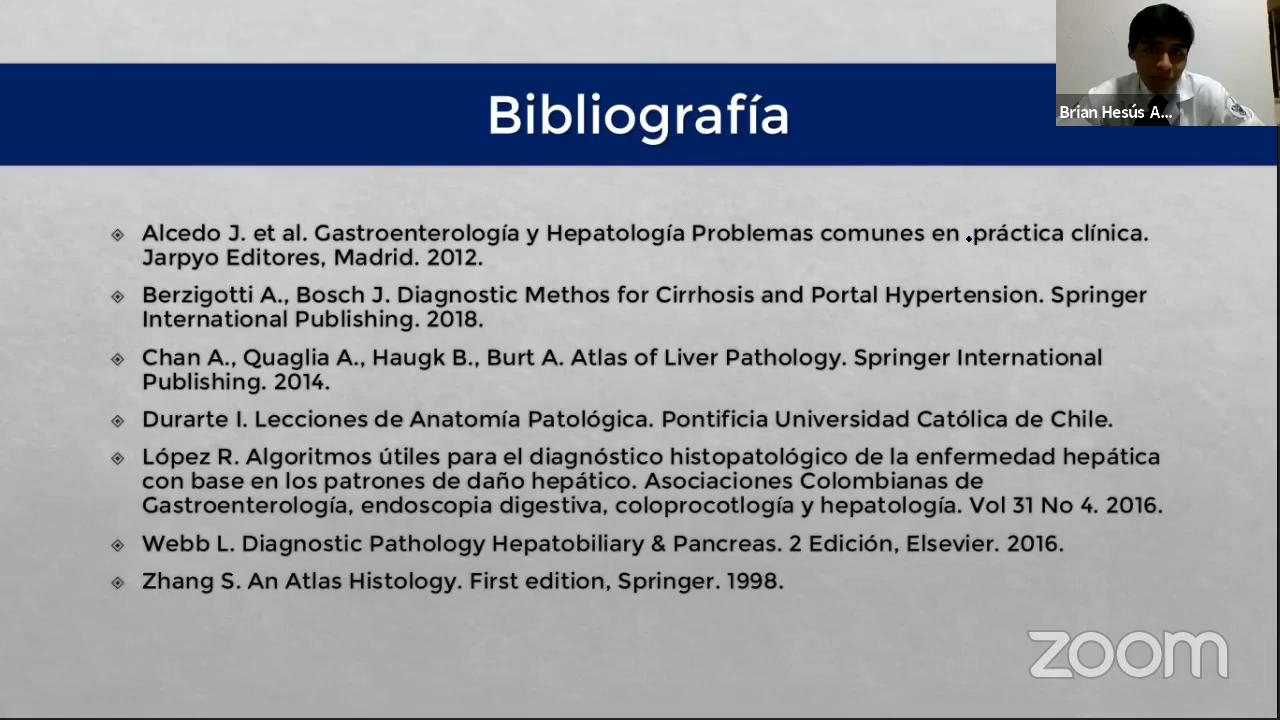 Bibliografía
Brian Hesús A...
Alcedo J. et al. Gastroenterología y Hepatología Problemas comunes en práctica clínica.
Jarpyo Editores, Madrid. 2012.
Berzigotti A., Bosch J. Diagnostic Methos for Cirrhosis and Portal Hypertension. Springer
International Publishing. 2018.
Chan A., Quaglia A., Haugk B., Burt A. Atlas of Liver Pathology. Springer International
Publishing. 2014.
Durarte I. Lecciones de Anatomía Patológica. Pontificia Universidad Católica de Chile.
López R. Algoritmos útiles para el diagnóstico histopatológico de la enfermedad hepática
con base en los patrones de daño hepático. Asociaciones Colombianas de
Gastroenterología, endoscopia digestiva, coloprocotlogía y hepatología. Vol 31 No 4. 2016.
Webb L. Diagnostic Pathology Hepatobiliary & Pancreas. 2 Edición, Elsevier. 2016.
Zhang S. An Atlas Histology. First edition, Springer. 1998.
zoom